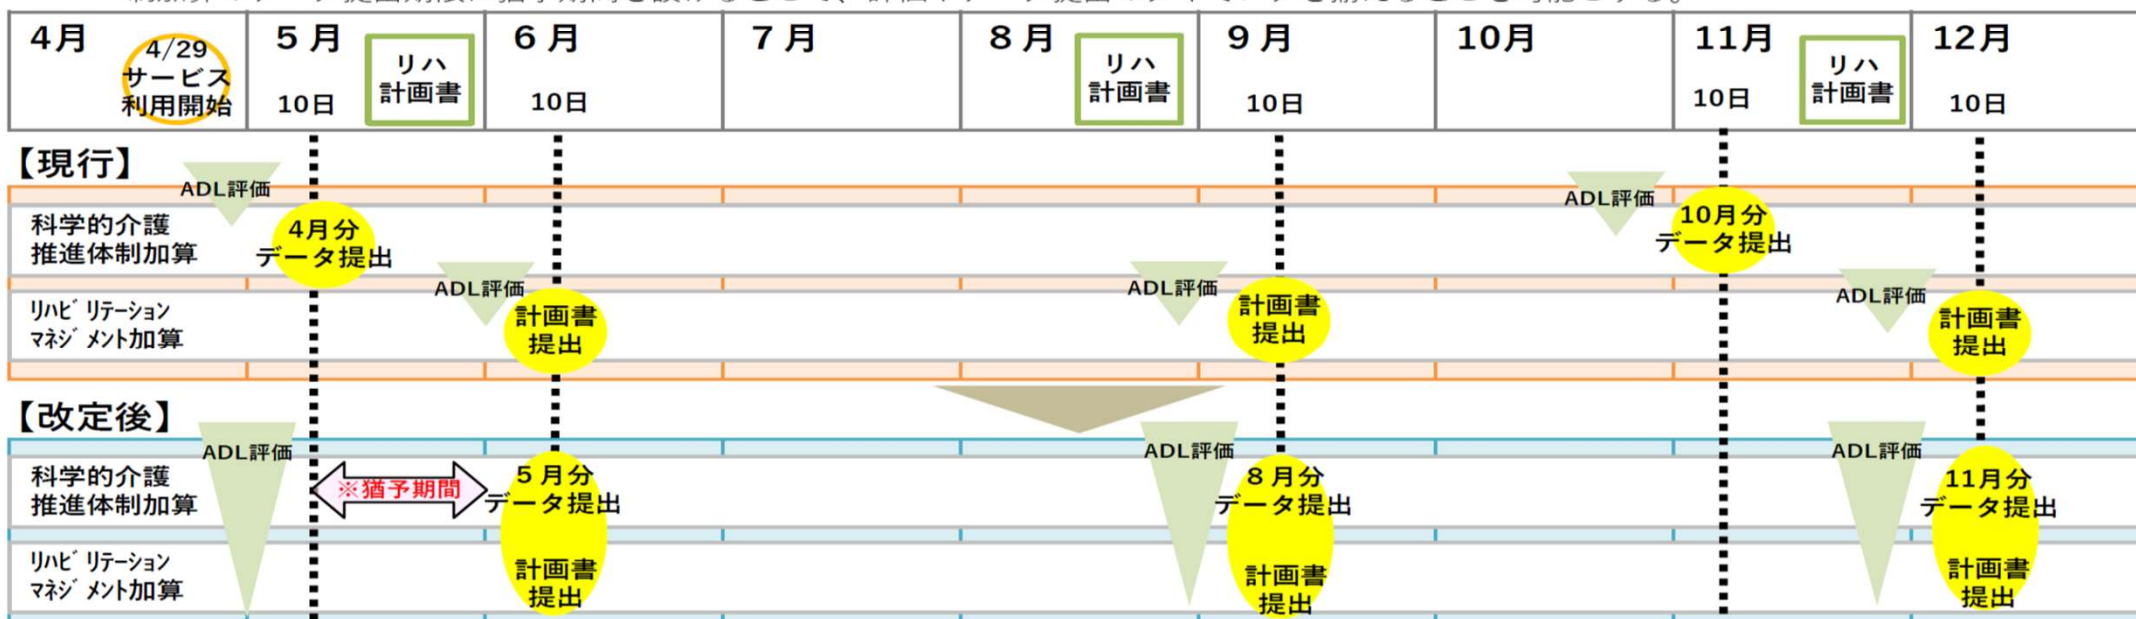 4月
4/29
サービス
利用開始
5月
10日
リハ
計画書
6月
10日
7月
8月
リハ
計画書
9月
10日
10月
11月
10日
リハ
計画書
12月
10日
【現行】
ADL評価
ADL評価
科学的介護
推進体制加算
4月分
データ提出
10月分
データ提出
ADL評価
ADL評価
ADL評価
リハビリテーション
マネジメント加算
計画書
提出
計画書
提出
計画書
提出
【改定後】
ADL評価
ADL評価
ADL評価
科学的介護
推進体制加算
※猶予期間
5月分
データ提出
8月分
データ提出
11月分
データ提出
リハビリテーション
マネジメント加算
計画書
提出
計画書
提出
計画書
提出